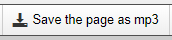 Save the page as mp3